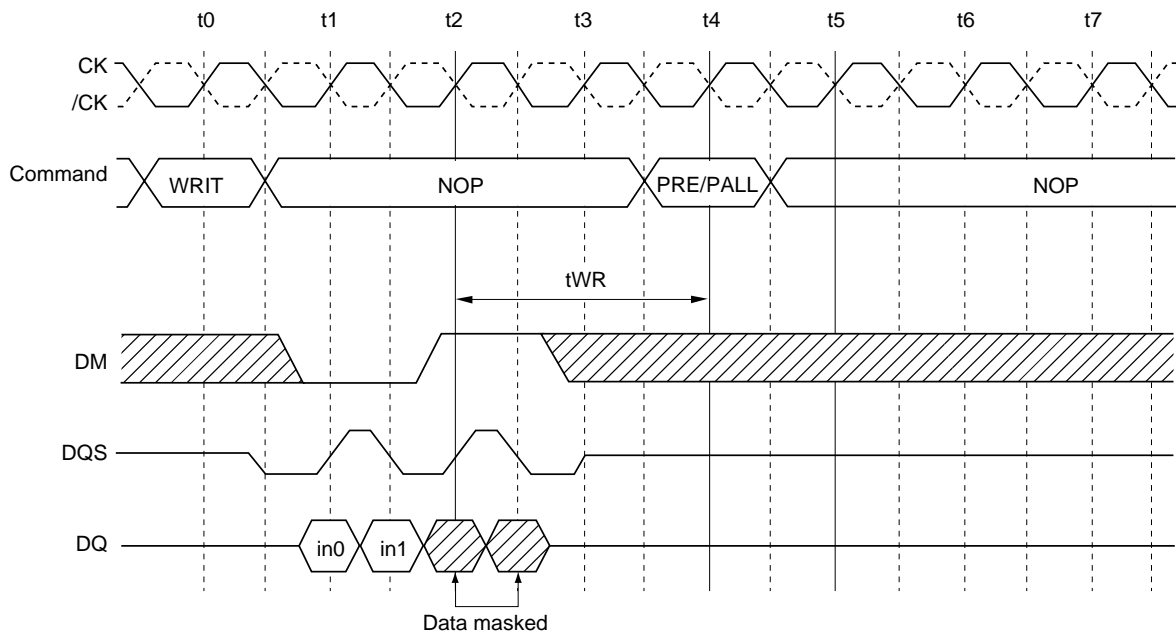 t0 t1 t2 t3 t4 t5 t6 t7
CK
/CK
Command WRIT NOP PRE/PALL NOP
tWR
DM
DQS
DQ in0 in1
Data masked